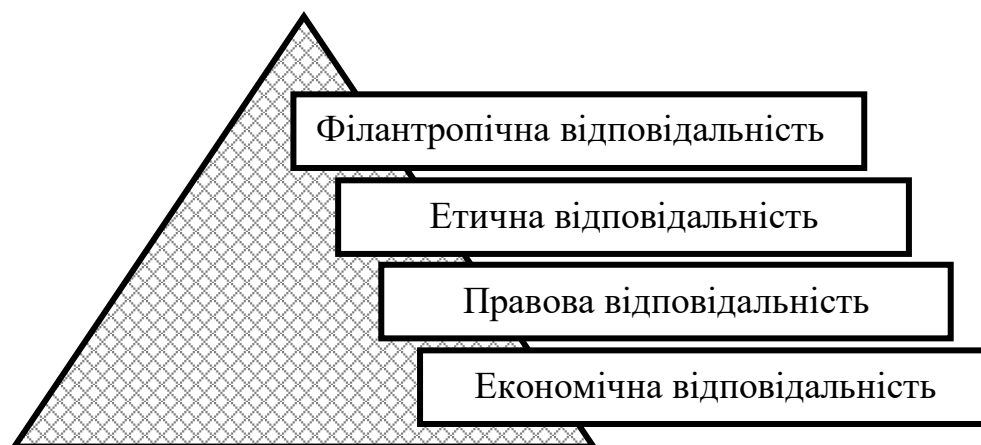 Філантропічна відповідальність
Етична відповідальність
Правова відповідальність
Економічна відповідальність